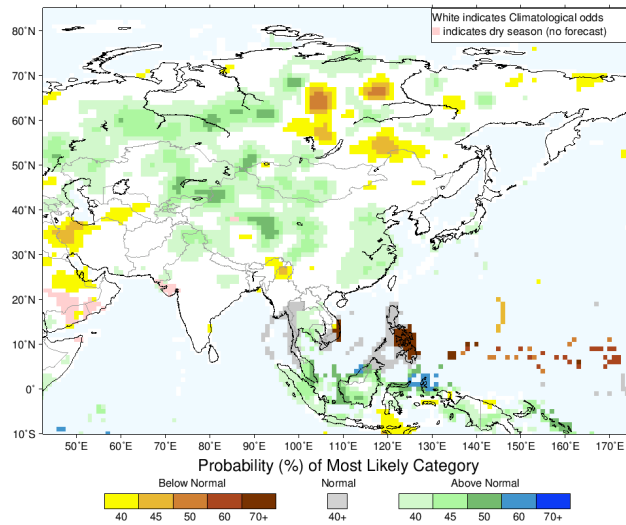 White indicates Climatological odds
indicates dry season (no forecast)
80°N
70°N
60°N
50°N
40°N
30°N
20°N
10°N
0°
10°S
50°E 60°E 70°E 80°E 90°E 100°E 110°E 120°E 130°E 140°E 150°E 160°E 170°E
Probability (%) of Most Likely Category
Below Normal Normal Above Normal
40 45 50 60 70+ 40+ 40 45 50 60 70+